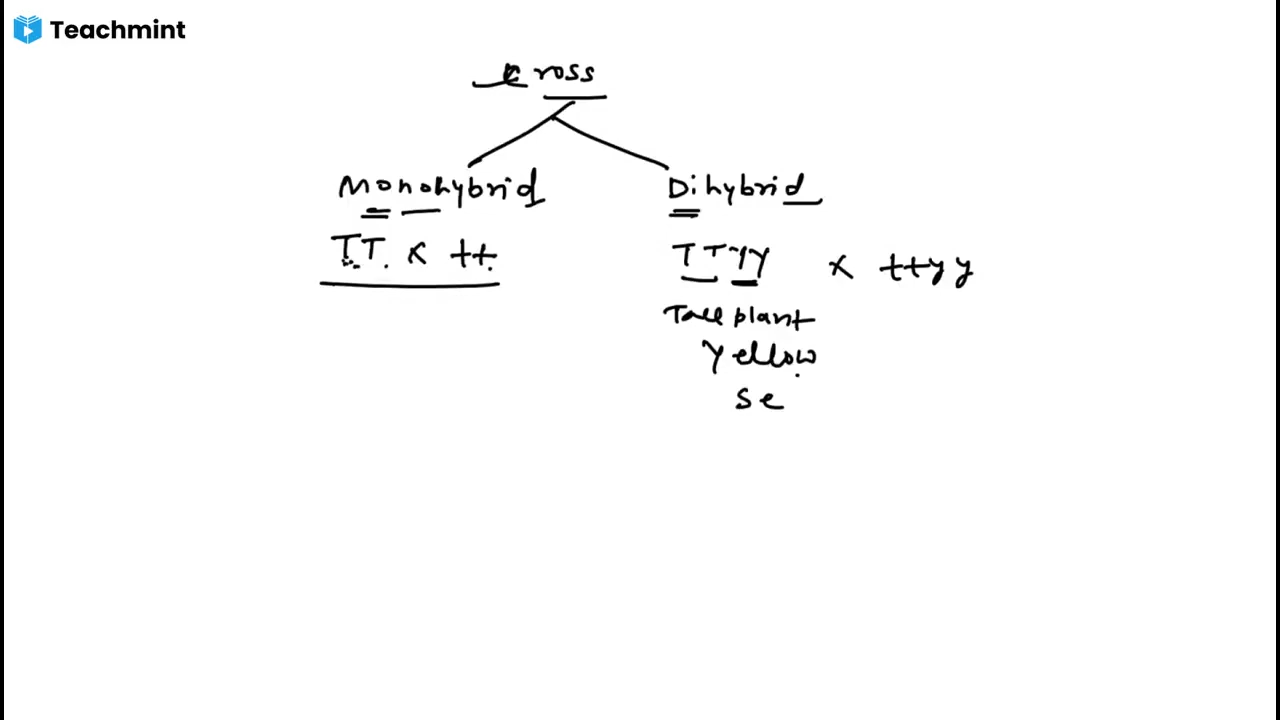 Teachmint
cross
Monohybrid Dihybrid
TT x tt TTYY x ttyy
Tall plant
Yellow
Se